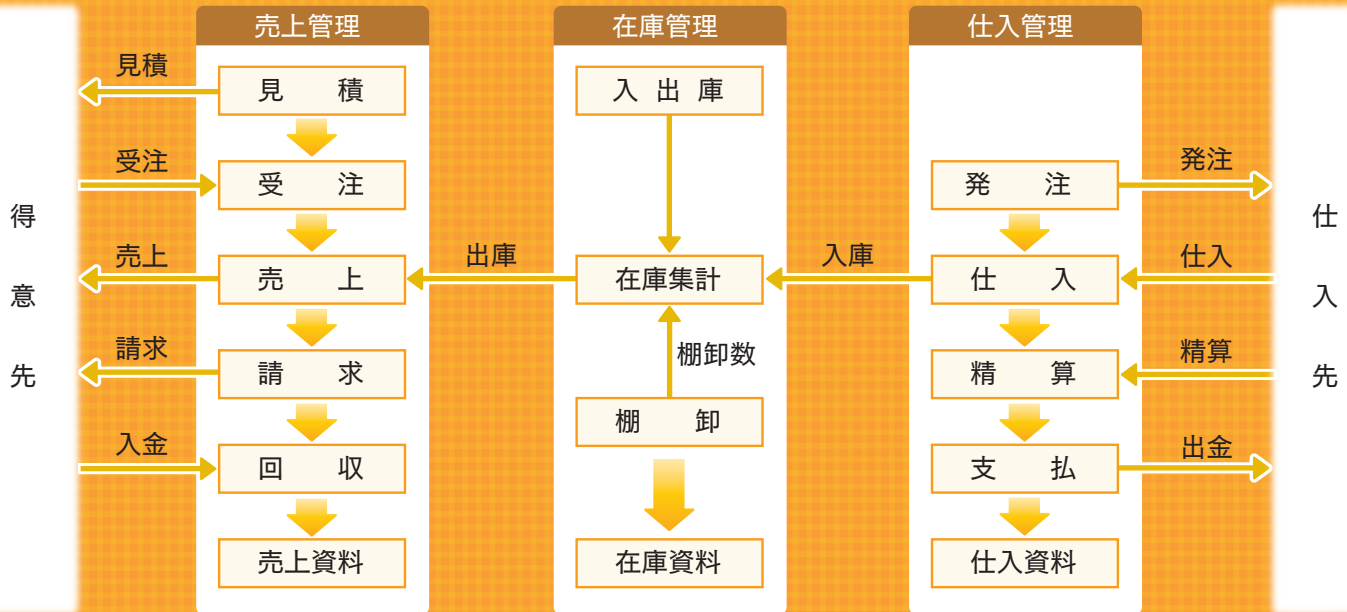 売上管理
在庫管理
仕入管理
得意先
見積
受注
売上
請求
入金
見積
受注
売上
請求
回収
売上資料
出庫
入出庫
在庫集計
棚卸数
棚卸
在庫資料
入庫
発注
仕入
精算
支払
仕入資料
発注
仕入
精算
出金
仕入先